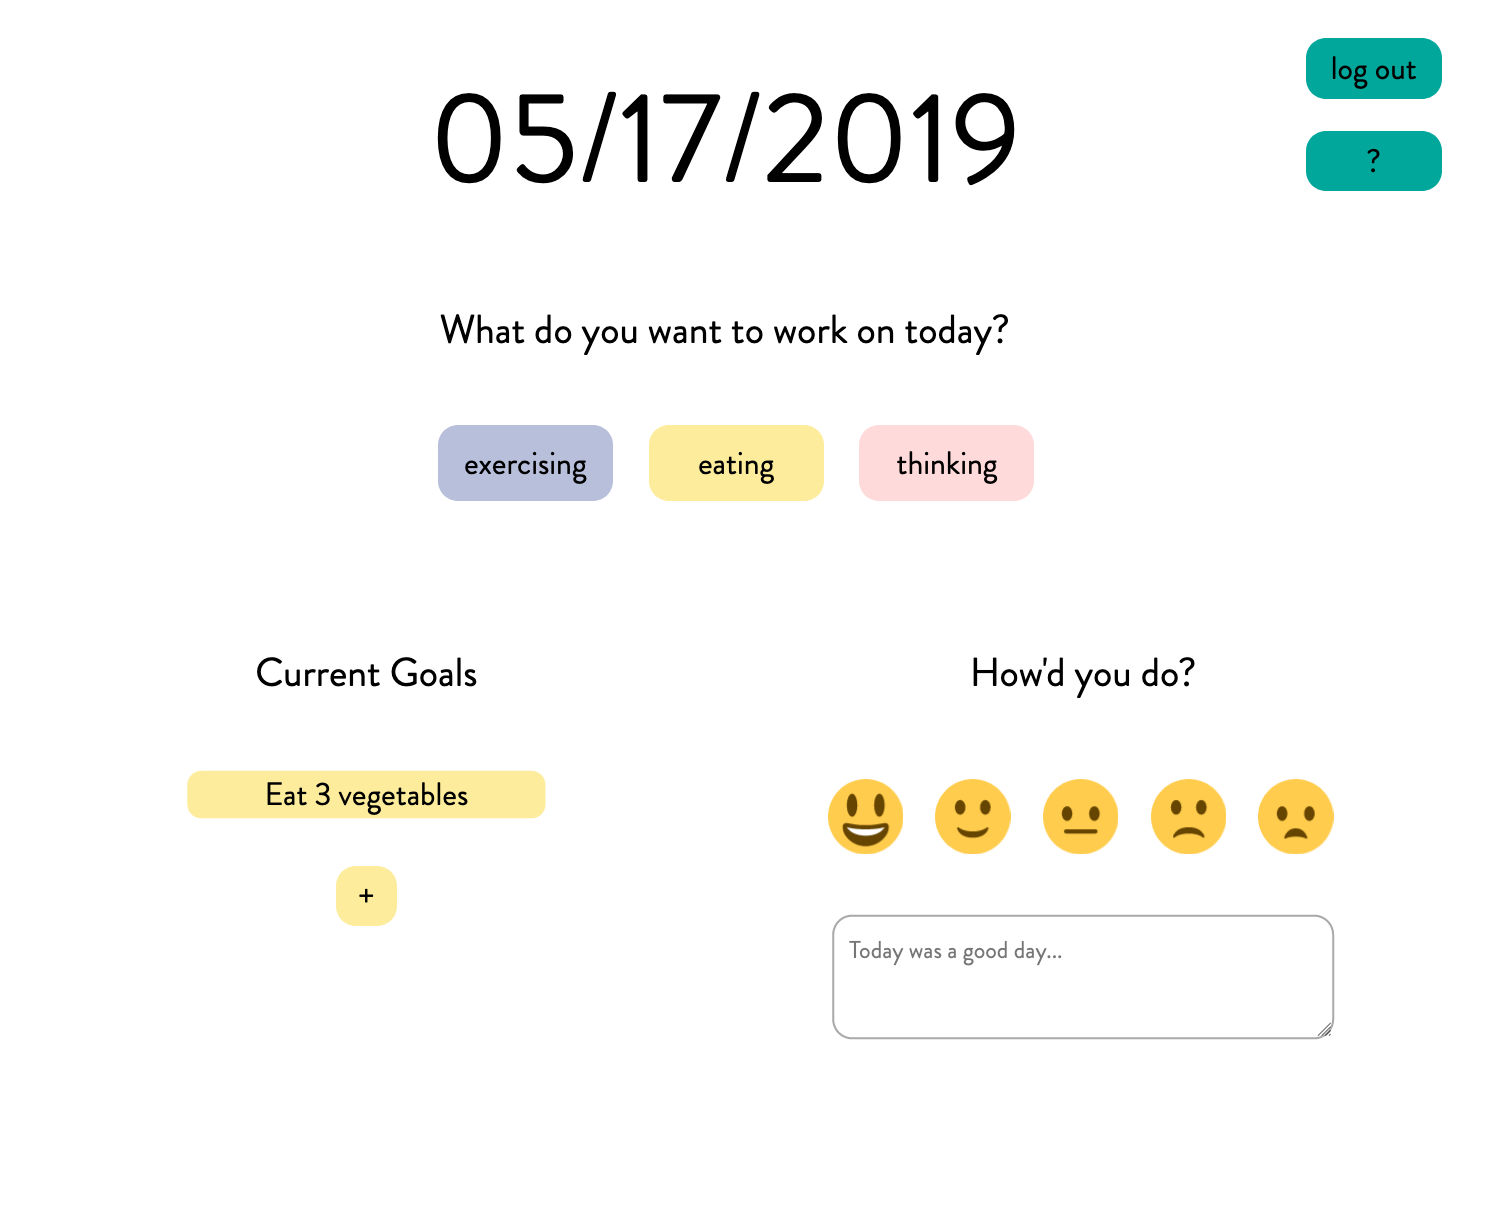 log out
05/17/2019
?
What do you want to work on today?
exercising
eating
thinking
Current Goals
How'd you do?
Eat 3 vegetables
+
Today was a good day...